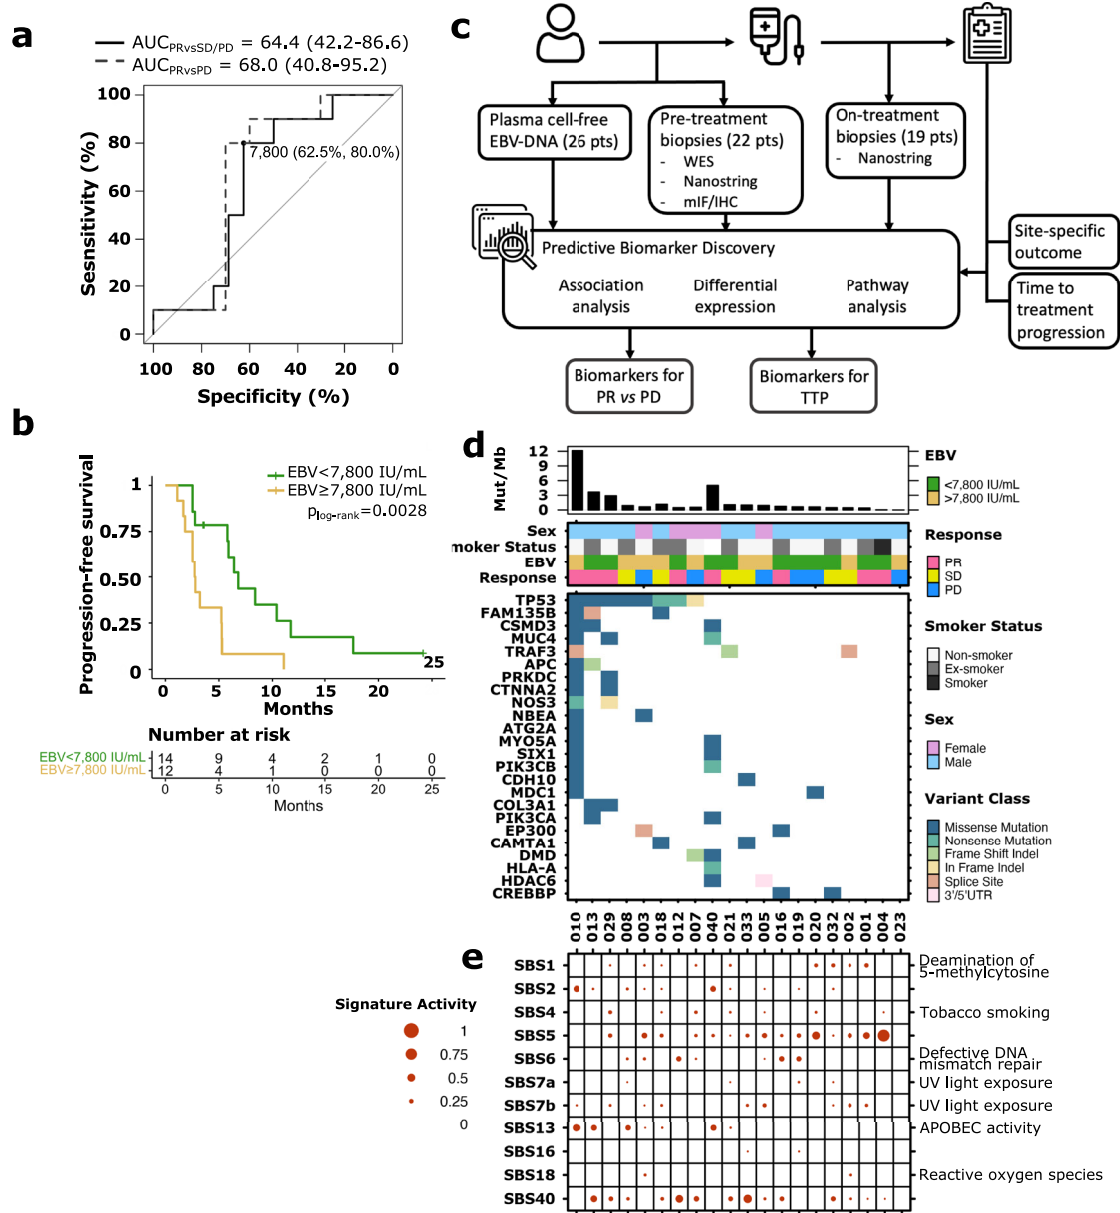 a
AUCPRvsSD/PD = 64.4 (42.2-86.6)
AUCPRvsPD = 68.0 (40.8-95.2)
100
80
60
40
20
0
Sesnsitivity (%)
7,800 (62.5%, 80.0%)
100 80 60 40 20 0
Specificity (%)
b
EBV<7,800 IU/mL
EBV≥7,800 IU/mL
plog-rank=0.0028
Progression-free survival
1
0.75
0.50
0.25
0
25
0 5 10 15 20 25
Months
Number at risk
EBV<7,800 IU/mL 14 9 4 2 1 0
EBV≥7,800 IU/mL 12 4 1 0 0 0
0 5 10 15 20 25
Months
c
Plasma cell-free
EBV-DNA (26 pts)
Pre-treatment
biopsies (22 pts)
- WES
- Nanostring
- mIF/IHC
On-treatment
biopsies (19 pts)
- Nanostring
Predictive Biomarker Discovery
Association
analysis
Differential
expression
Pathway
analysis
Site-specific
outcome
Time to
treatment
progression
Biomarkers for
PR vs PD
Biomarkers for
TTP
d
Mut/Mb
12
9
6
3
0
Sex
moker Status
EBV
Response
TP53
FAM135B
CSMD3
MUC4
TRAF3
APC
PRKDC
CTNNA2
NOS3
NBEA
ATG2A
MYO5A
SIX1
PIK3CB
CDH10
MDC1
COL3A1
PIK3CA
EP300
CAMTA1
DMD
HLA-A
HDAC6
CREBBP
010 013 029 008 003 018 012 007 040 021 033 005 016 019 020 032 002 001 004 023
EBV
<7,800 IU/mL
>7,800 IU/mL
Response
PR
SD
PD
Smoker Status
Non-smoker
Ex-smoker
Smoker
Sex
Female
Male
Variant Class
Missense Mutation
Nonsense Mutation
Frame Shift Indel
In Frame Indel
Splice Site
3'/5'UTR
e
Signature Activity
1
0.75
0.5
0.25
0
SBS1 Deamination of
5-methylcytosine
SBS2
SBS4 Tobacco smoking
SBS5
SBS6 Defective DNA
mismatch repair
SBS7a UV light exposure
SBS7b UV light exposure
SBS13 APOBEC activity
SBS16
SBS18 Reactive oxygen species
SBS40